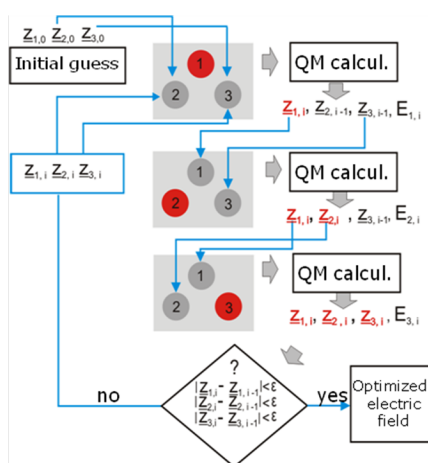 Z1,0 Z2,0 Z3,0
Initial guess
1
2
3
QM calcul.
Z1,i, Z2,i-1, Z3,i-1, E1,i
Z1,i Z2,i Z3,i
1
2
3
QM calcul.
Z1,i, Z2,i, Z3,i-1, E2,i
1
2
3
QM calcul.
Z1,i, Z2,i, Z3,i, E3,i
?
|Z1,i- Z1,i-1|<ε
|Z2,i- Z2,i-1|<ε
|Z3,i- Z3,i-1|<ε
no
yes
Optimized
electric
field